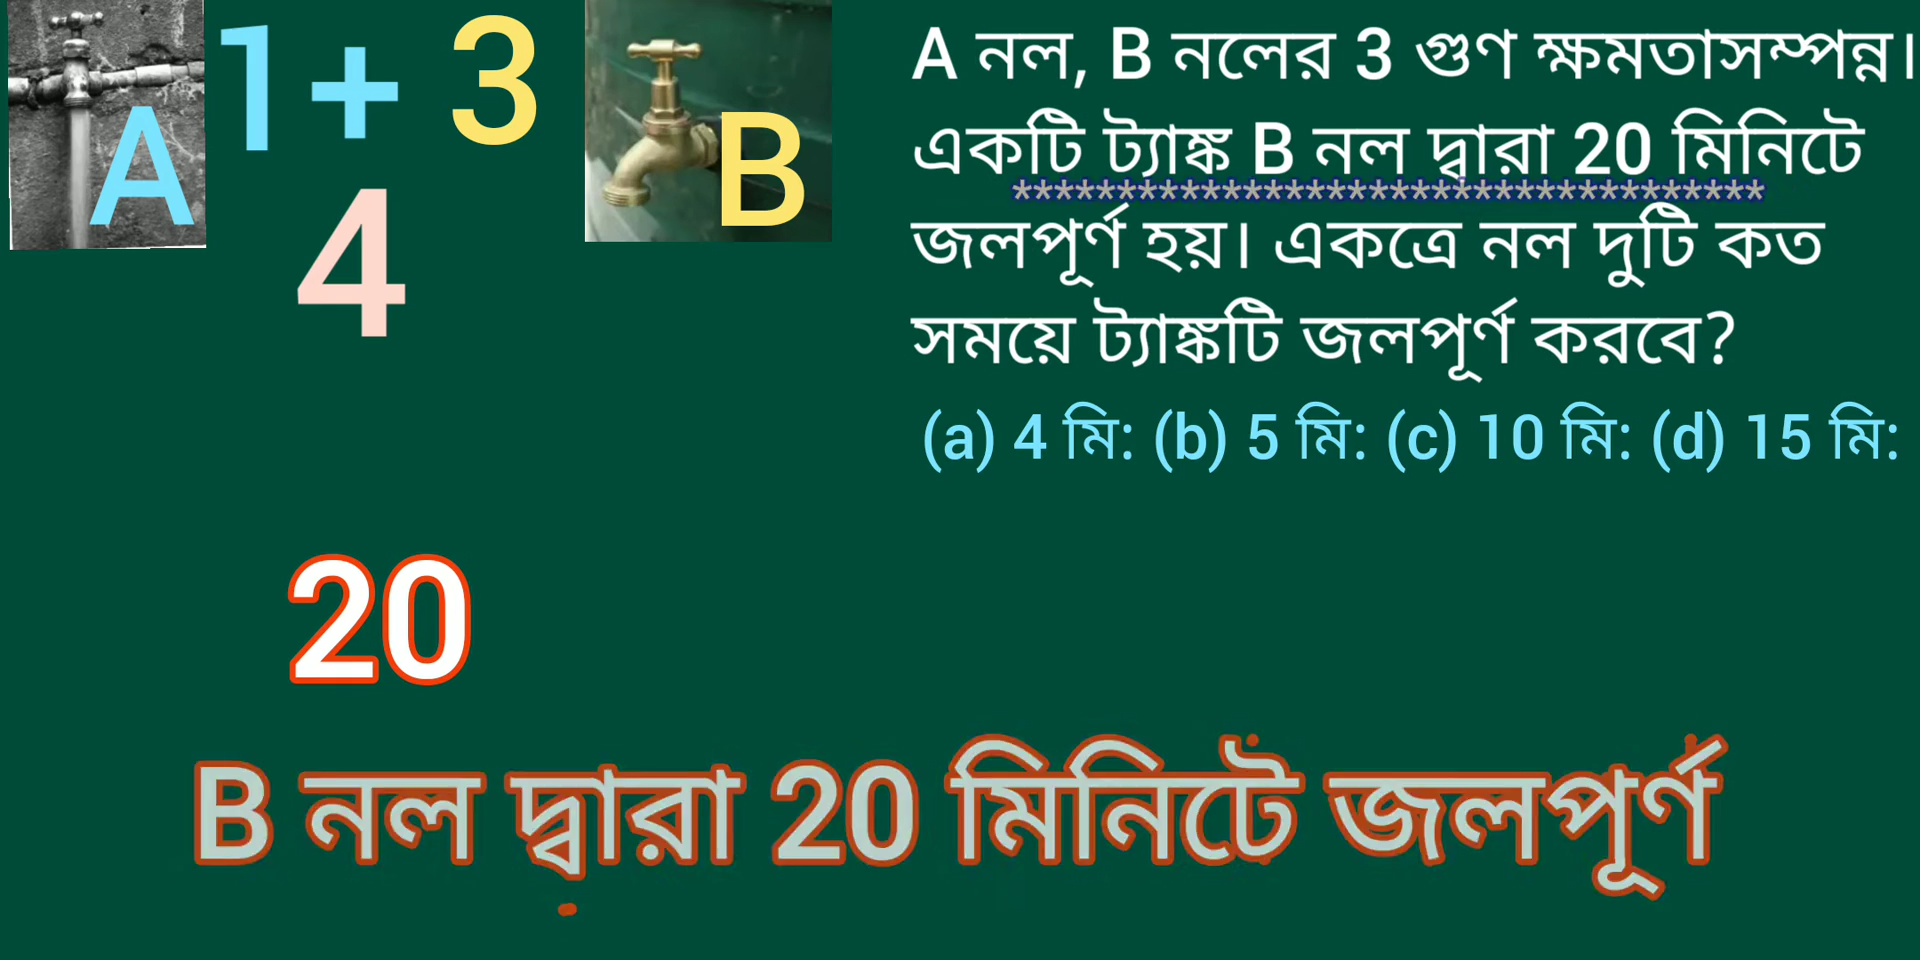 A
1 + 3
B
4
A নল, B নলের 3 গুণ ক্ষমতাসম্পন্ন।
একটি ট্যাঙ্ক B নল দ্বারা 20 মিনিটে
***********************************
জলপূর্ণ হয়। একত্রে নল দুটি কত
সময়ে ট্যাঙ্কটি জলপূর্ণ করবে?
(a) 4 মি: (b) 5 মি: (c) 10 মি: (d) 15 মি:
20
B নল দ্বারা 20 মিনিটে জলপূর্ণ